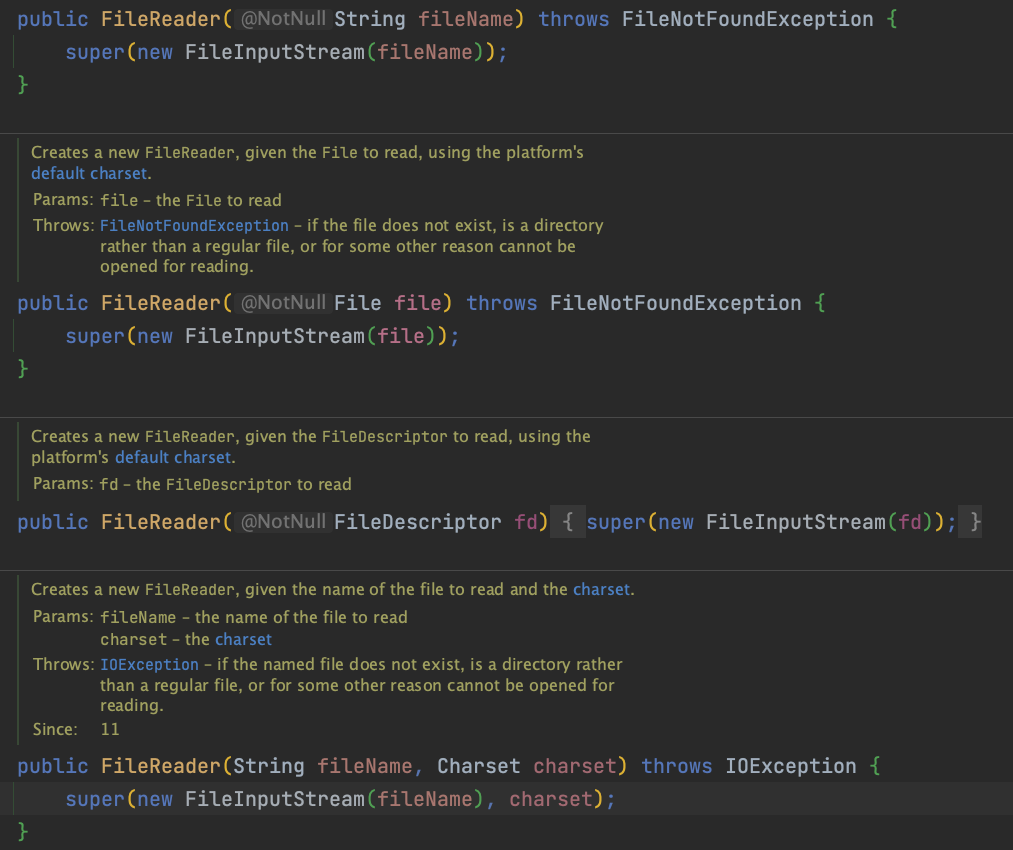 public FileReader( @NotNull String fileName) throws FileNotFoundException {
super(new FileInputStream(fileName));
}
Creates a new FileReader, given the File to read, using the platform's
default charset.
Params: file – the File to read
Throws: FileNotFoundException – if the file does not exist, is a directory
rather than a regular file, or for some other reason cannot be
opened for reading.
public FileReader( @NotNull File file) throws FileNotFoundException {
super(new FileInputStream(file));
}
Creates a new FileReader, given the FileDescriptor to read, using the
platform's default charset.
Params: fd – the FileDescriptor to read
public FileReader( @NotNull FileDescriptor fd) { super(new FileInputStream(fd)); }
Creates a new FileReader, given the name of the file to read and the charset.
Params: fileName – the name of the file to read
charset – the charset
Throws: IOException – if the named file does not exist, is a directory rather
than a regular file, or for some other reason cannot be opened for
reading.
Since: 11
public FileReader(String fileName, Charset charset) throws IOException {
super(new FileInputStream(fileName), charset);
}